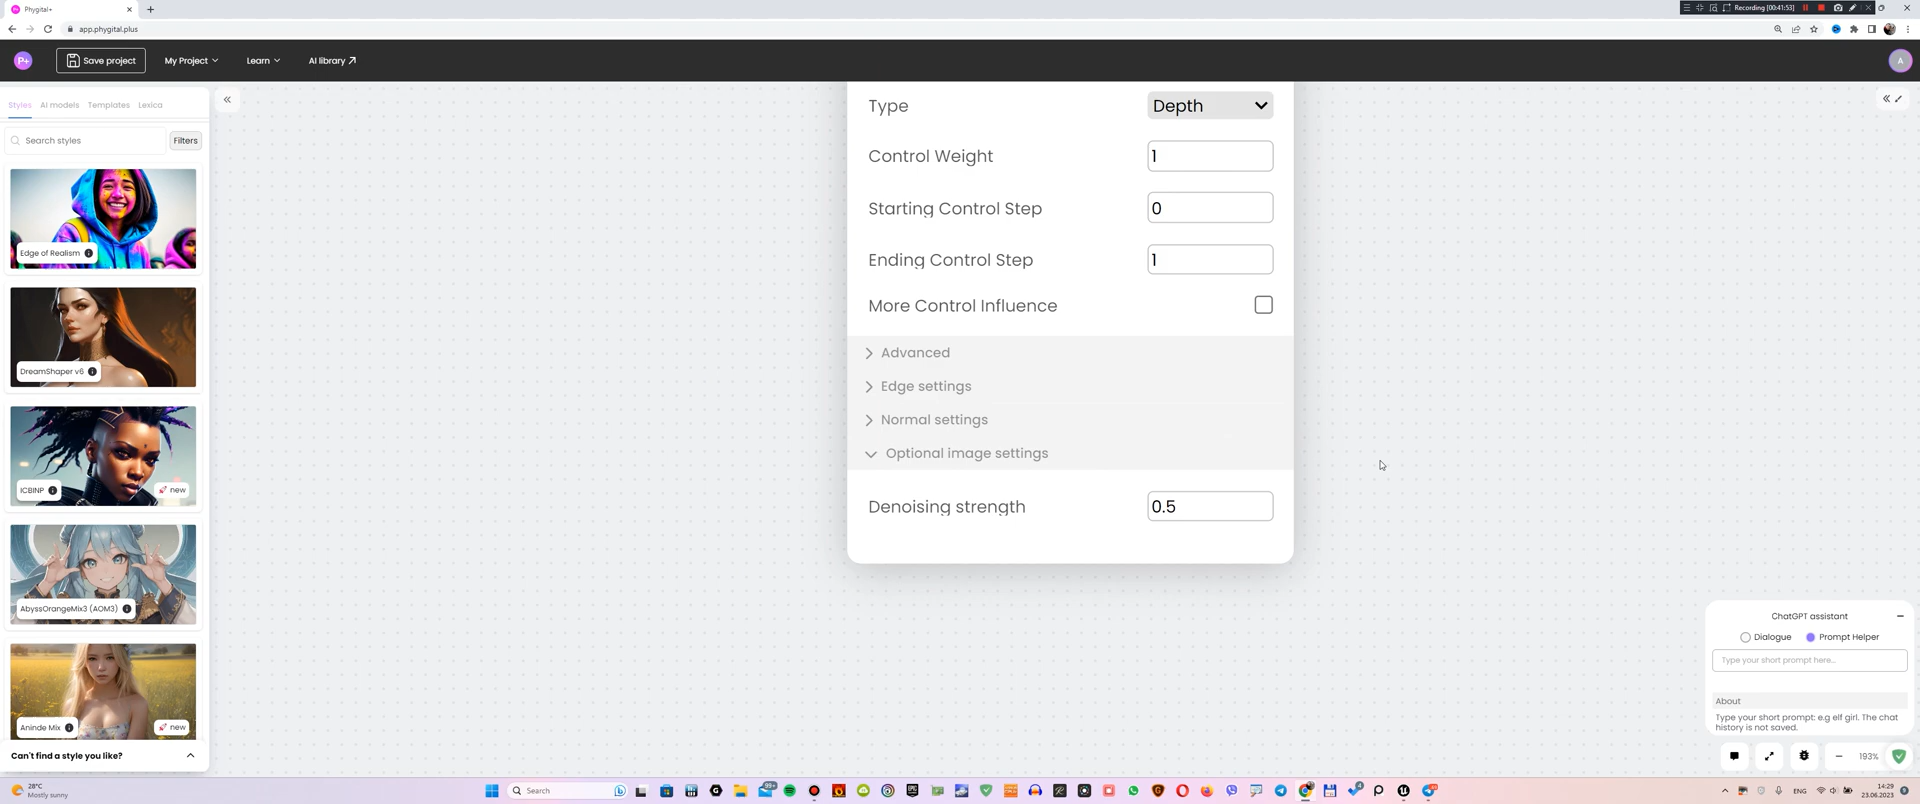 Phygital+
Recording [00:41:53]
app.phygital.plus
P+
Save project
My Project
Learn
AI library
A
Styles
AI models
Templates
Lexica
Search styles
Filters
Edge of Realism
DreamShaper v6
ICBINP
new
AbyssOrangeMix3 (AOM3)
Aninde Mix
new
Can't find a style you like?
Type
Depth
Control Weight
1
Starting Control Step
0
Ending Control Step
1
More Control Influence
Advanced
Edge settings
Normal settings
Optional image settings
Denoising strength
0.5
ChatGPT assistant
Dialogue
Prompt Helper
Type your short prompt here...
About
Type your short prompt: e.g elf girl. The chat
history is not saved.
193%
28°C
Mostly sunny
Search
99+
ENG
14:29
23.06.2023